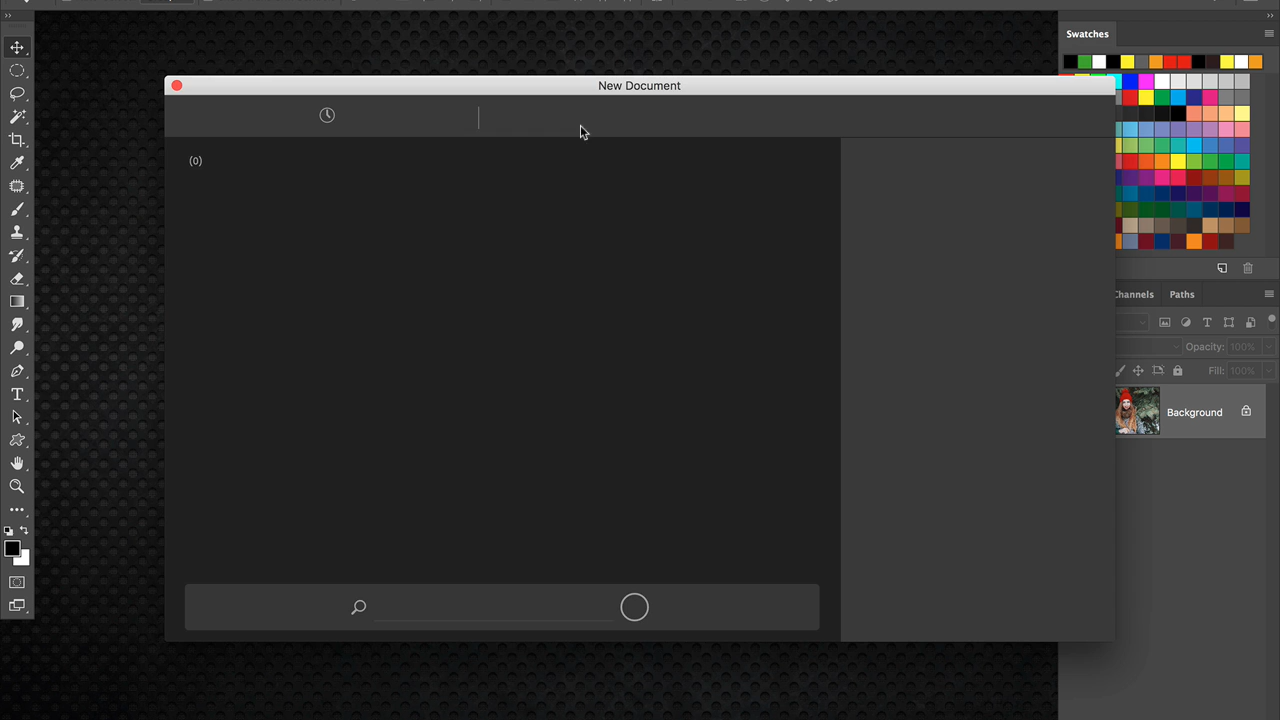 New Document
Swatches
(0)
Channels Paths
Opacity: 100%
Fill: 100%
Background